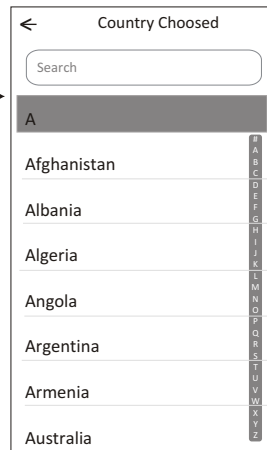 Country Choosed
Search
A
Afghanistan
Albania
Algeria
Angola
Argentina
Armenia
Australia
#
A
B
C
D
E
F
G
H
I
J
K
L
M
N
O
P
Q
R
S
T
U
V
W
X
Y
Z